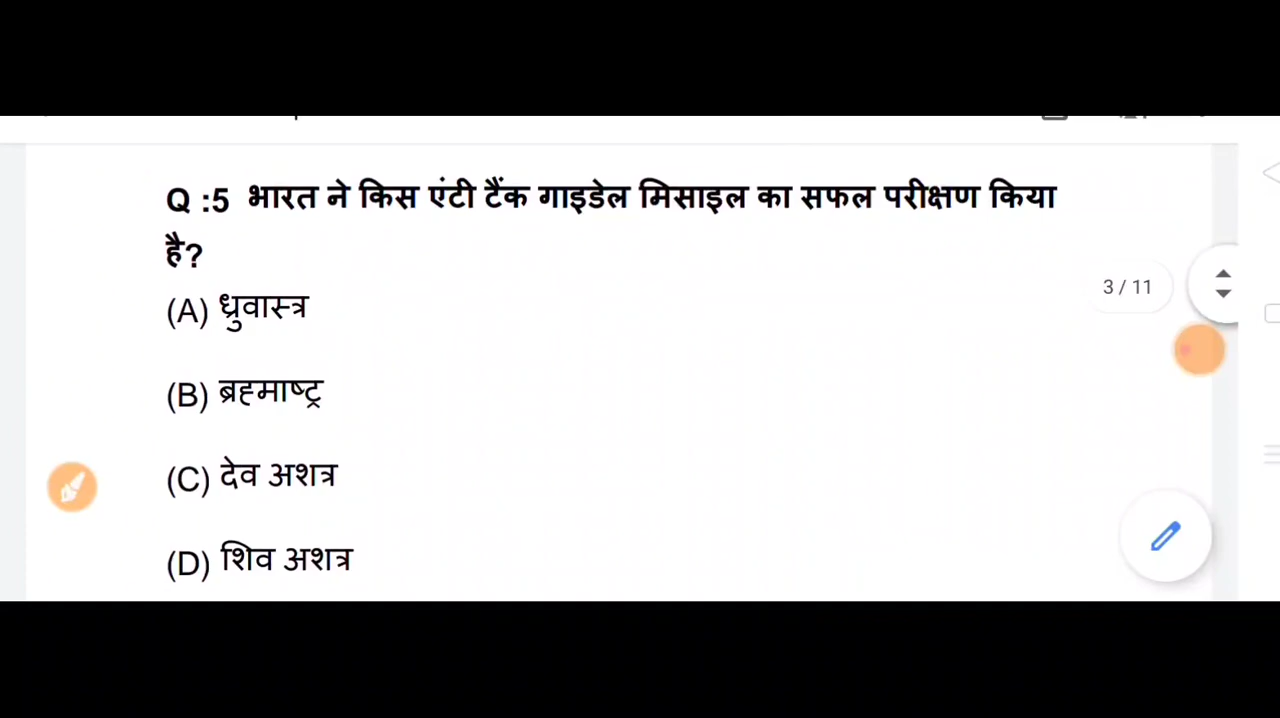 Q :5 भारत ने किस एंटी टैंक गाइडेल मिसाइल का सफल परीक्षण किया
है?
(A) ध्रुवास्त्र
3 / 11
(B) ब्रह्माष्ट्र
(C) देव अशत्र
(D) शिव अशत्र